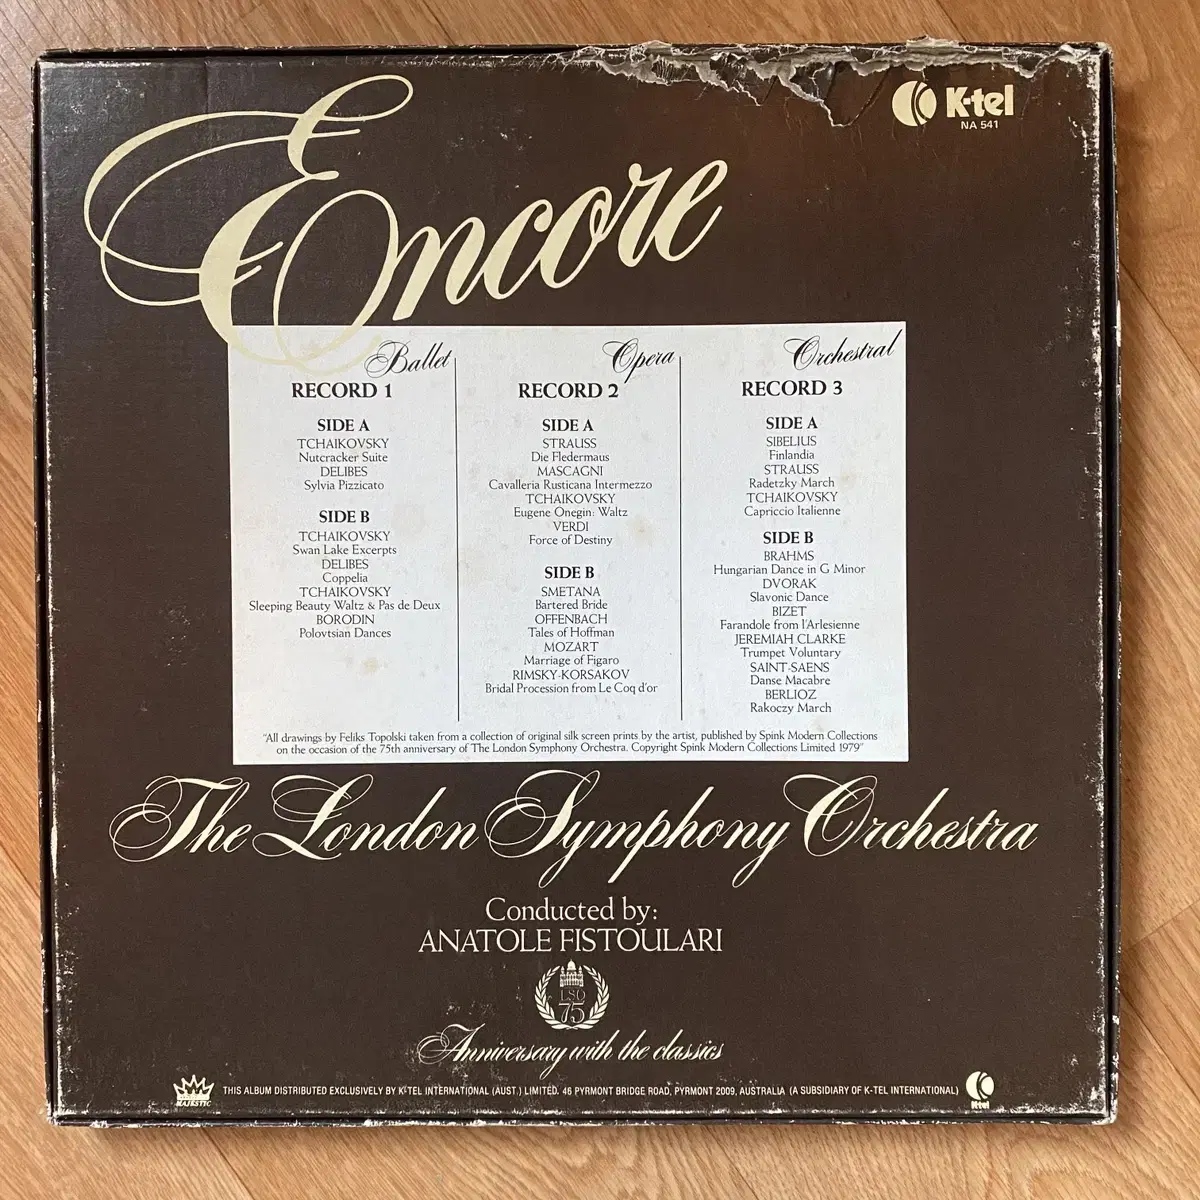 Encore
K-tel
NA 541
Ballet
RECORD 1
SIDE A
TCHAIKOVSKY
Nutcracker Suite
DELIBES
Sylvia Pizzicato
SIDE B
TCHAIKOVSKY
Swan Lake Excerpts
DELIBES
Coppelia
TCHAIKOVSKY
Sleeping Beauty Waltz & Pas de Deux
BORODIN
Polovtsian Dances
Opera
RECORD 2
SIDE A
STRAUSS
Die Fledermaus
MASCAGNI
Cavalleria Rusticana Intermezzo
TCHAIKOVSKY
Eugene Onegin: Waltz
VERDI
Force of Destiny
SIDE B
SMETANA
Bartered Bride
OFFENBACH
Tales of Hoffman
MOZART
Marriage of Figaro
RIMSKY-KORSAKOV
Bridal Procession from Le Coq d'or
Orchestral
RECORD 3
SIDE A
SIBELIUS
Finlandia
STRAUSS
Radetzky March
TCHAIKOVSKY
Capriccio Italienne
SIDE B
BRAHMS
Hungarian Dance in G Minor
DVORAK
Slavonic Dance
BIZET
Farandole from l'Arlesienne
JEREMIAH CLARKE
Trumpet Voluntary
SAINT-SAENS
Danse Macabre
BERLIOZ
Rakoczy March
"All drawings by Feliks Topolski taken from a collection of original silk screen prints by the artist, published by Spink Modern Collections
on the occasion of the 75th anniversary of The London Symphony Orchestra. Copyright Spink Modern Collections Limited 1979"
The London Symphony Orchestra
Conducted by:
ANATOLE FISTOULARI
LSO
75
Anniversary with the classics
MAJESTIC
THIS ALBUM DISTRIBUTED EXCLUSIVELY BY K-TEL INTERNATIONAL (AUST.) LIMITED. 46 PYRMONT BRIDGE ROAD, PYRMONT 2009, AUSTRALIA (A SUBSIDIARY OF K-TEL INTERNATIONAL)
K-tel